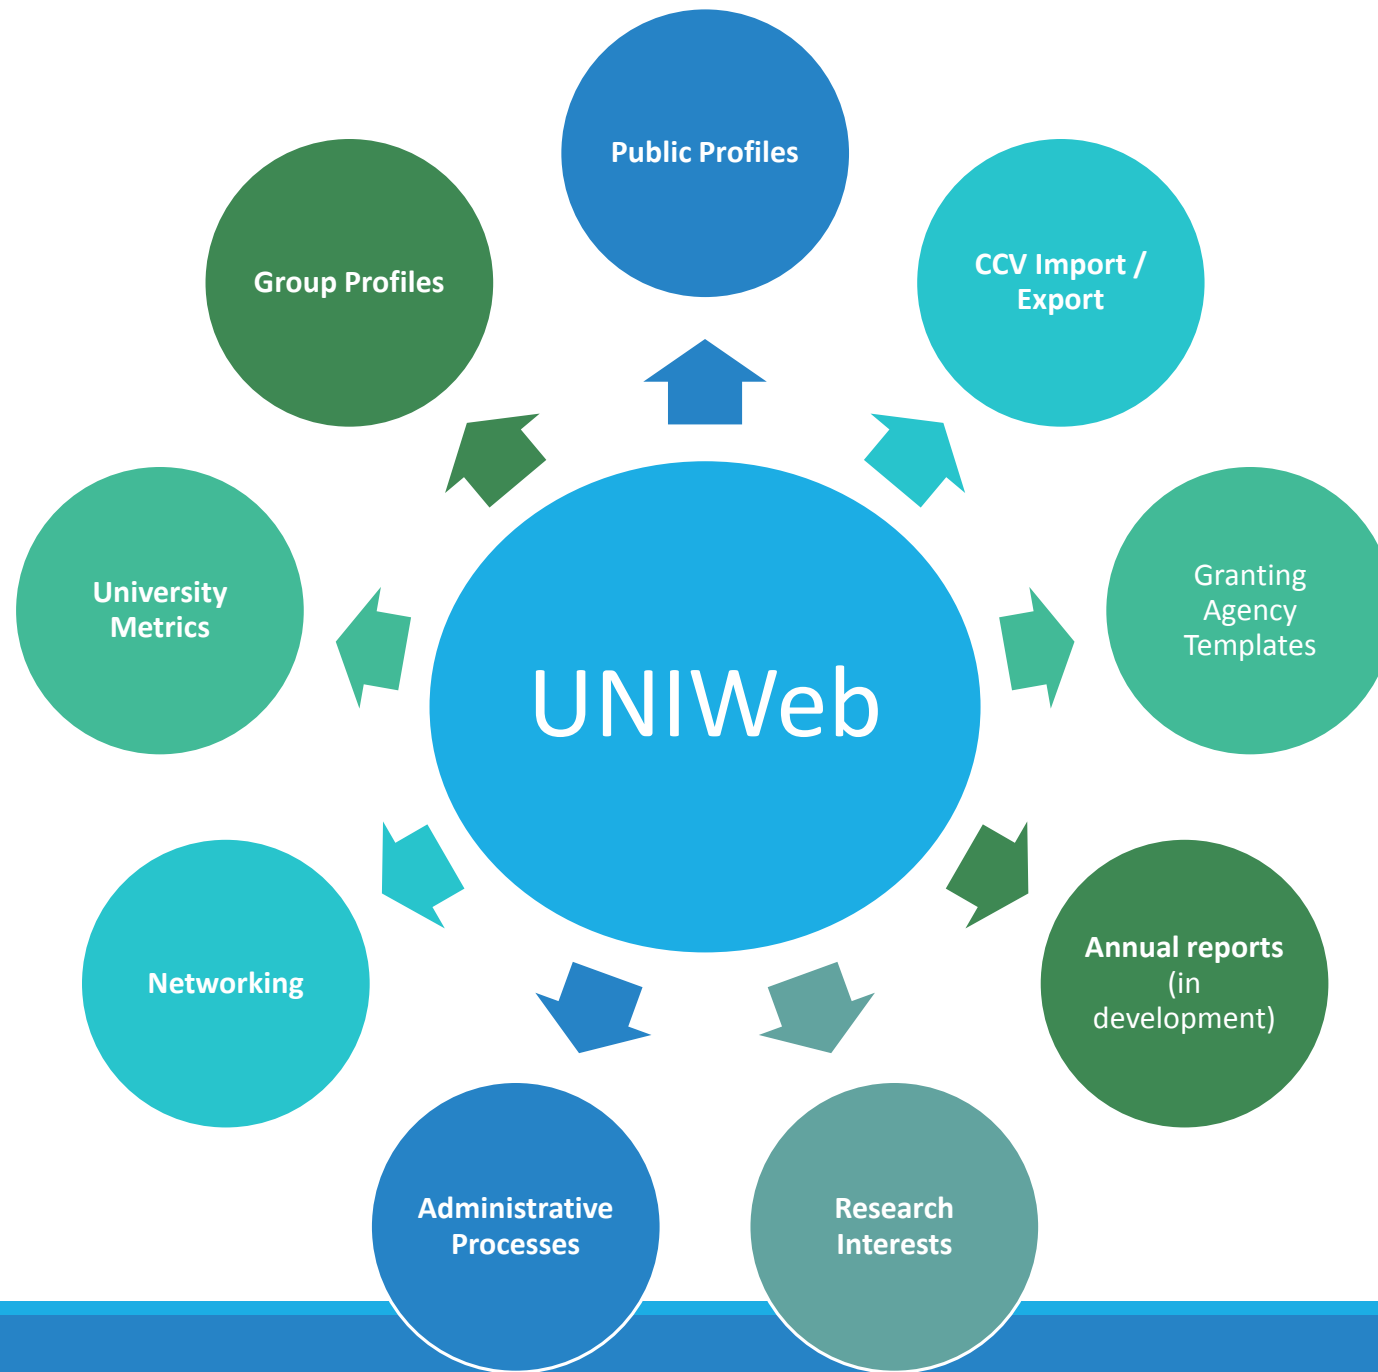 Public Profiles
CCV Import /
Export
Granting
Agency
Templates
Annual reports
(in
development)
Research
Interests
Administrative
Processes
Networking
University
Metrics
Group Profiles
UNIWeb